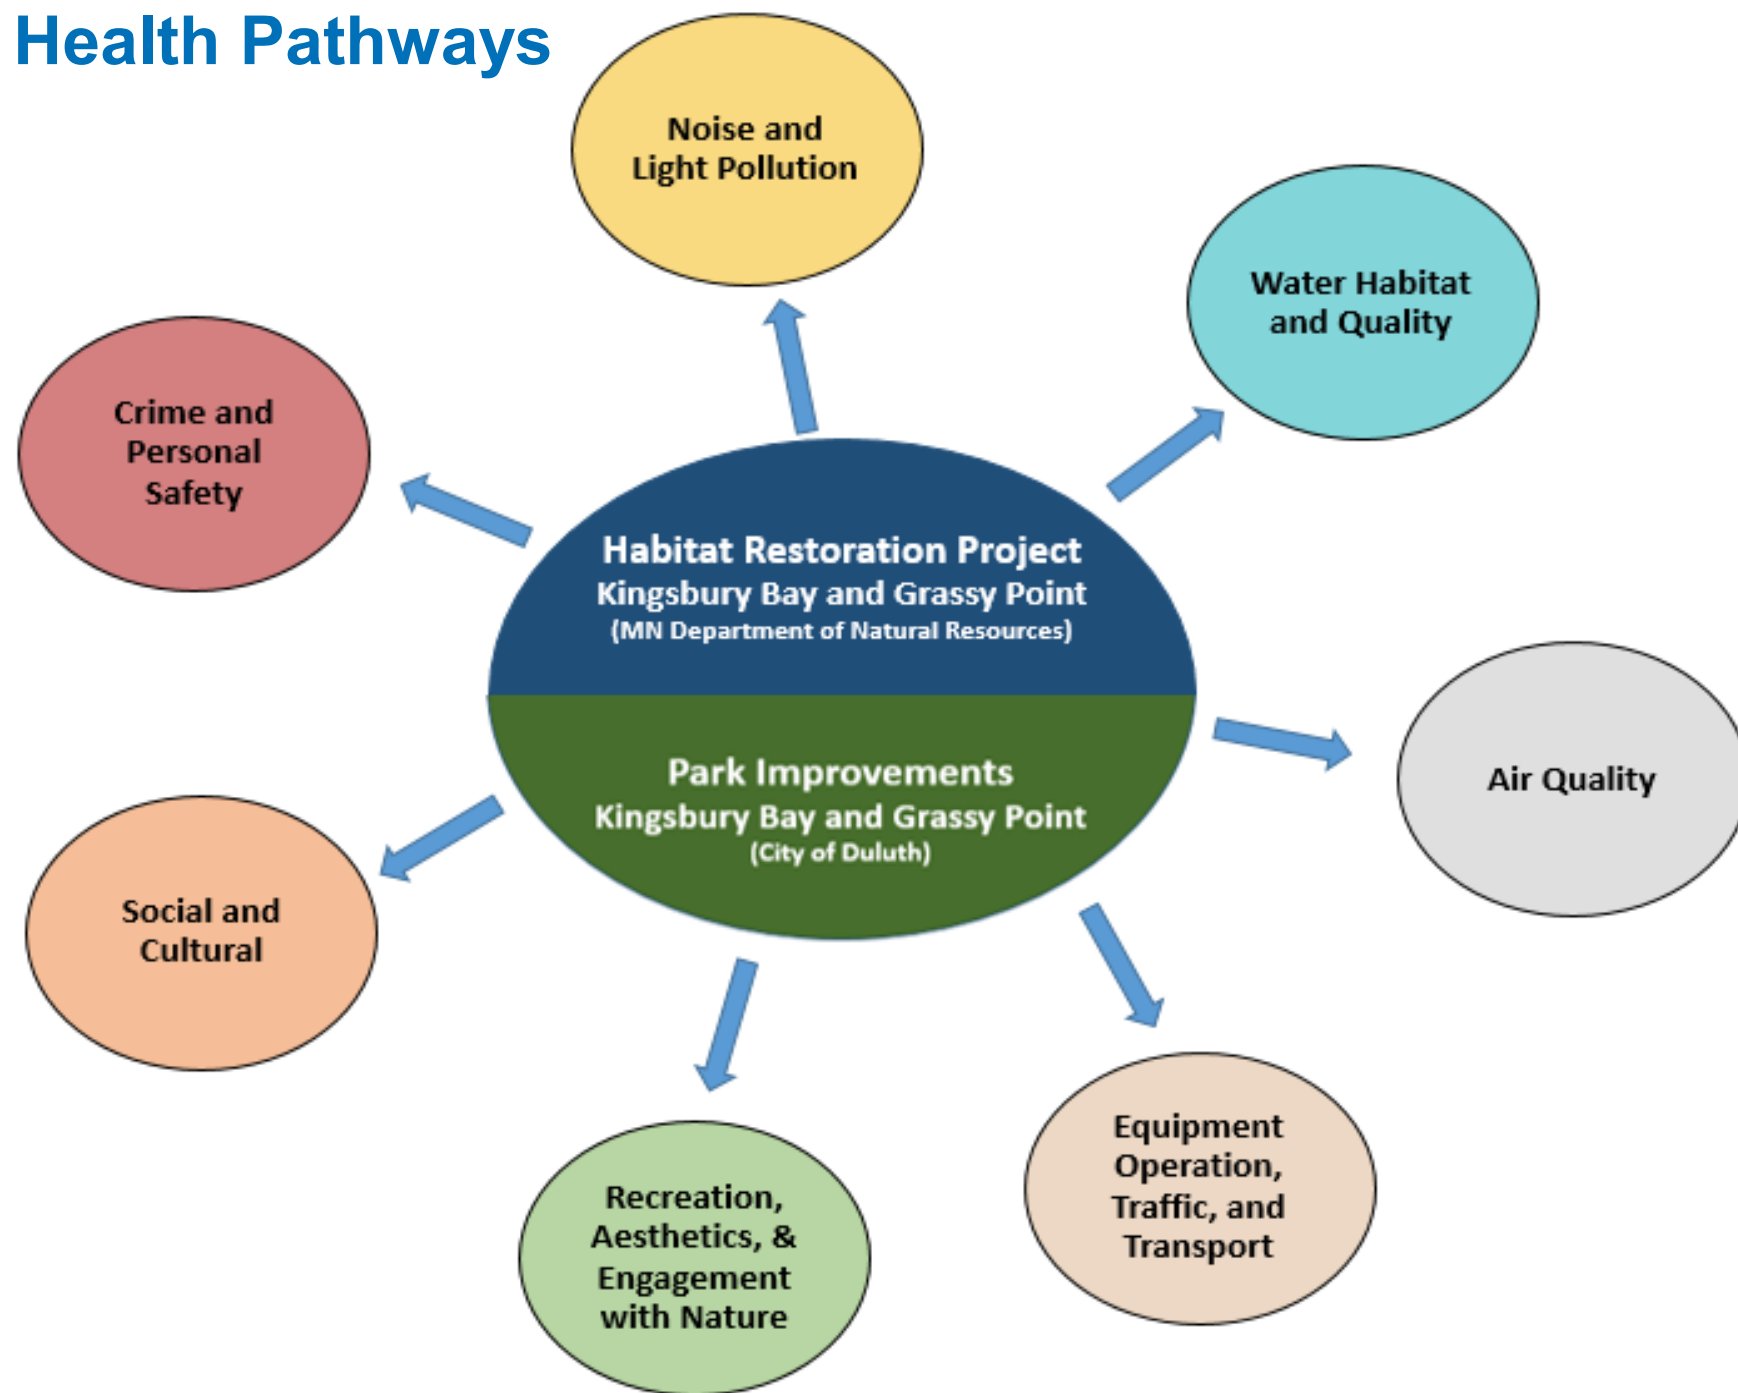 Health Pathways
Noise and
Light Pollution
Water Habitat
and Quality
Crime and
Personal
Safety
Habitat Restoration Project
Kingsbury Bay and Grassy Point
(MN Department of Natural Resources)
Park Improvements
Kingsbury Bay and Grassy Point
(City of Duluth)
Air Quality
Social and
Cultural
Equipment
Operation,
Traffic, and
Transport
Recreation,
Aesthetics, &
Engagement
with Nature